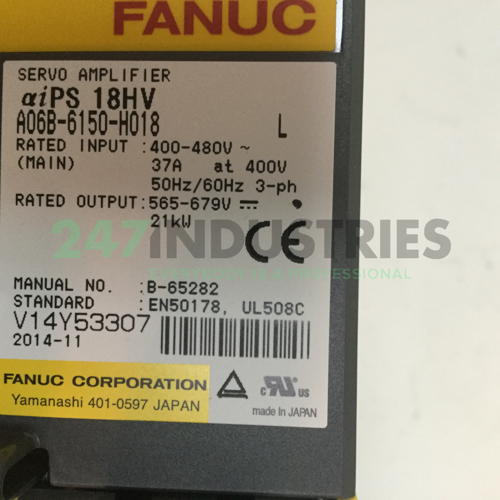 FANUC
SERVO AMPLIFIER
αiPS 18HV
A06B-6150-H018 L
RATED INPUT :400-480V ~
(MAIN) 37A at 400V
50Hz/60Hz 3-ph
RATED OUTPUT:565-679V ⎓
21kW
247INDUSTRIES
CE
MANUAL NO. :B-65282
STANDARD :EN50178, UL508C
V14Y53307
2014-11
FANUC CORPORATION
Yamanashi 401-0597 JAPAN
c RU US
made in JAPAN